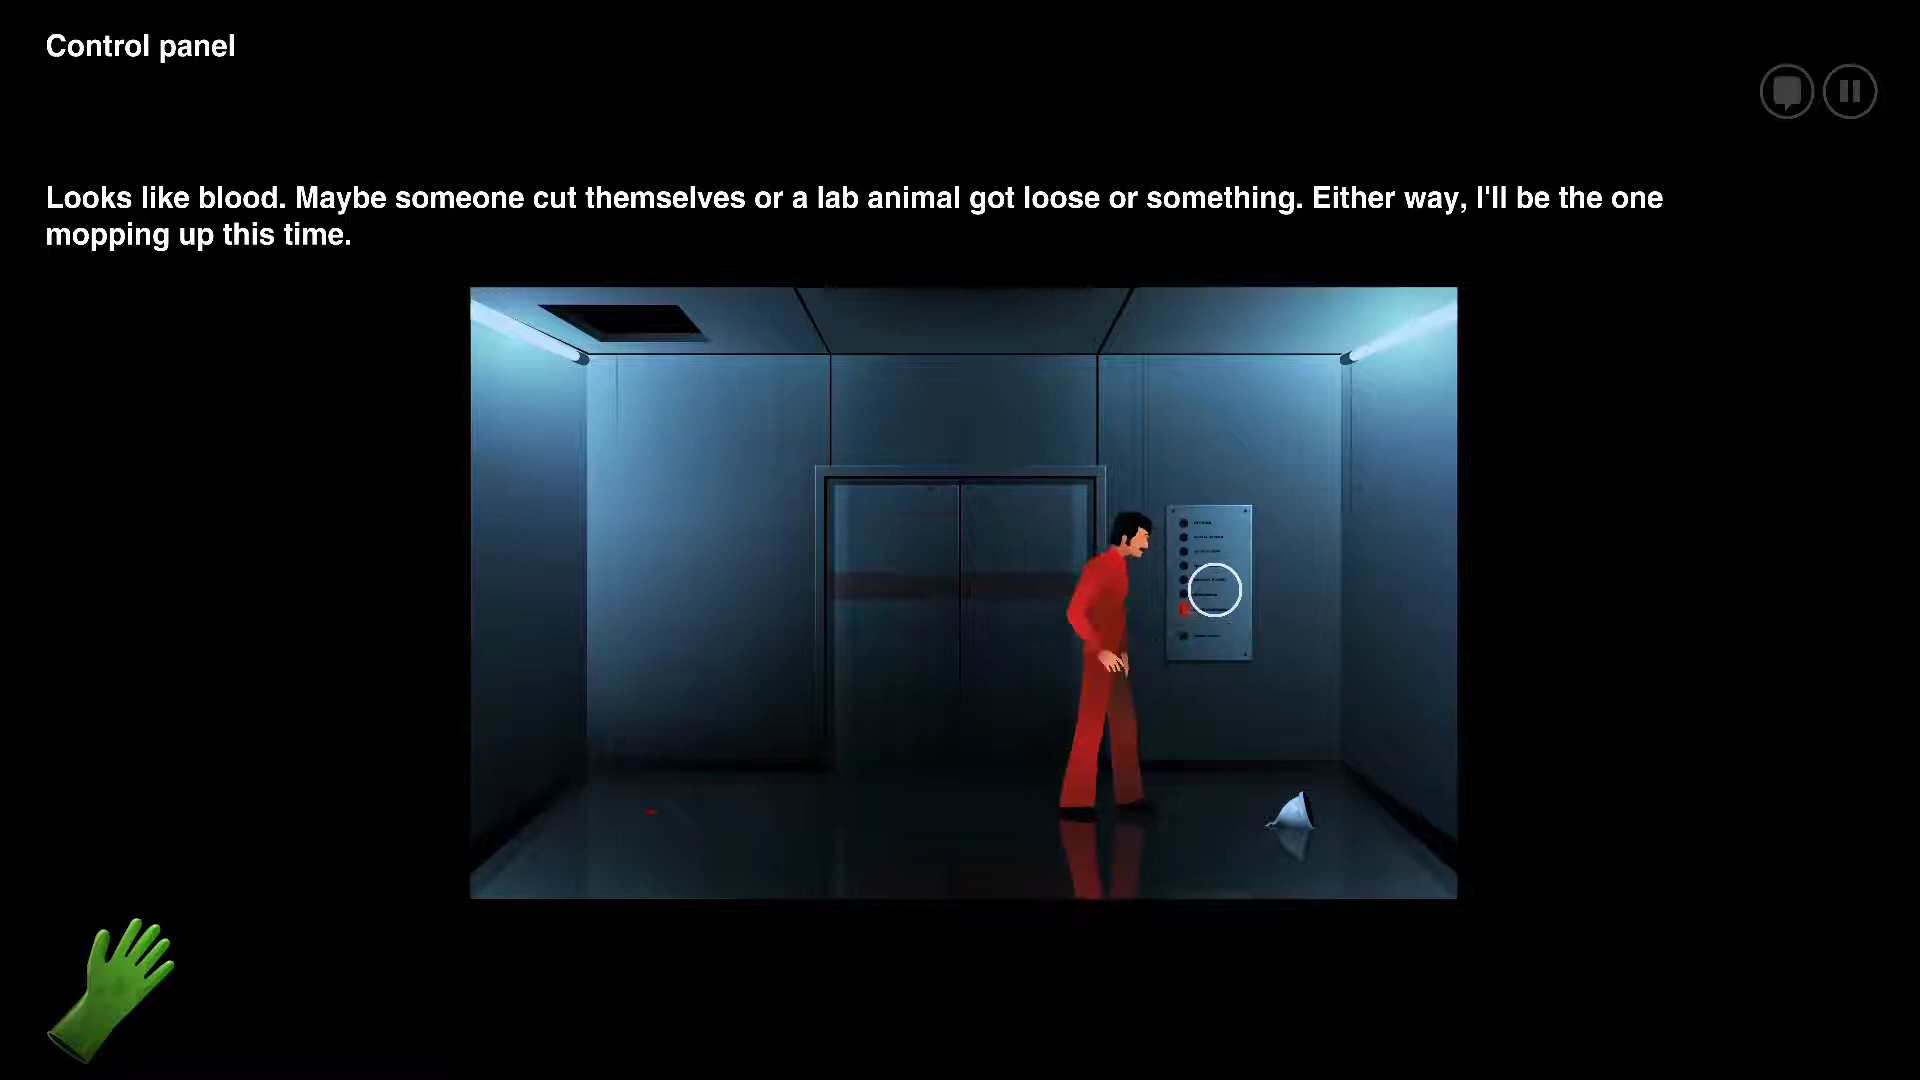 Control panel
Looks like blood. Maybe someone cut themselves or a lab animal got loose or something. Either way, I'll be the one
mopping up this time.